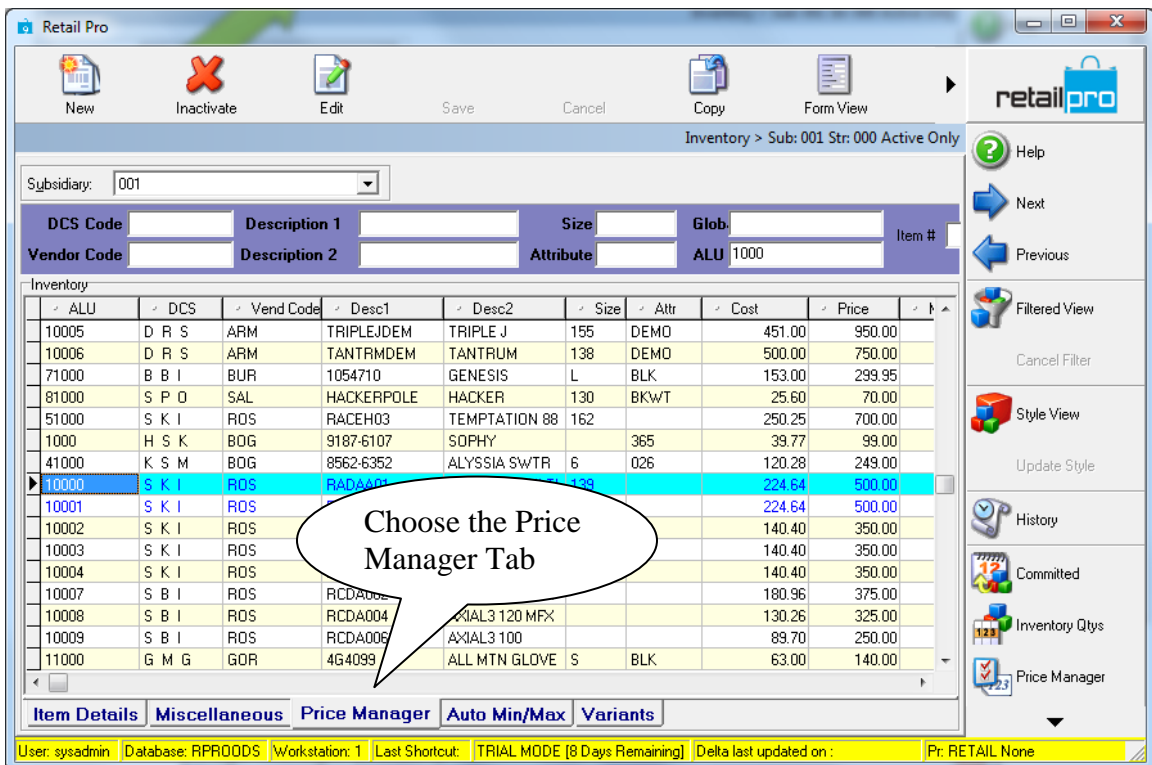 Retail Pro
New Inactivate Edit Save Cancel Copy Form View
retailpro
Inventory > Sub: 001 Str: 000 Active Only
Help
Subsidiary: 001
Next
DCS Code Description 1 Size Glob. Item #
Vendor Code Description 2 Attribute ALU 1000
Previous
Inventory
ALU DCS Vend Code Desc1 Desc2 Size Attr Cost Price
Filtered View
10005 D R S ARM TRIPLEJDEM TRIPLE J 155 DEMO 451.00 950.00
10006 D R S ARM TANTRMDEM TANTRUM 138 DEMO 500.00 750.00
Cancel Filter
71000 B B I BUR 1054710 GENESIS L BLK 153.00 299.95
81000 S P O SAL HACKERPOLE HACKER 130 BKWT 25.60 70.00
51000 S K I ROS RACEH03 TEMPTATION 88 162 250.25 700.00
Style View
1000 H S K BOG 9187-6107 SOPHY 365 39.77 99.00
41000 K S M BOG 8562-6352 ALYSSIA SWTR 6 026 120.28 249.00
Update Style
10000 S K I ROS RADAA01 139 224.64 500.00
10001 S K I ROS 224.64 500.00
10002 S K I ROS 140.40 350.00
History
10003 S K I ROS 140.40 350.00
10004 S K I ROS 140.40 350.00
Committed
10007 S B I ROS 180.96 375.00
10008 S B I ROS RCDA004 AXIAL3 120 MFX 130.26 325.00
Inventory Qtys
10009 S B I ROS RCDA006 AXIAL3 100 89.70 250.00
11000 G M G GOR 4G4099 ALL MTN GLOVE S BLK 63.00 140.00
Price Manager
Choose the Price
Manager Tab
Item Details Miscellaneous Price Manager Auto Min/Max Variants
User: sysadmin Database: RPROODS Workstation: 1 Last Shortcut: TRIAL MODE [8 Days Remaining] Delta last updated on : Pr: RETAIL None